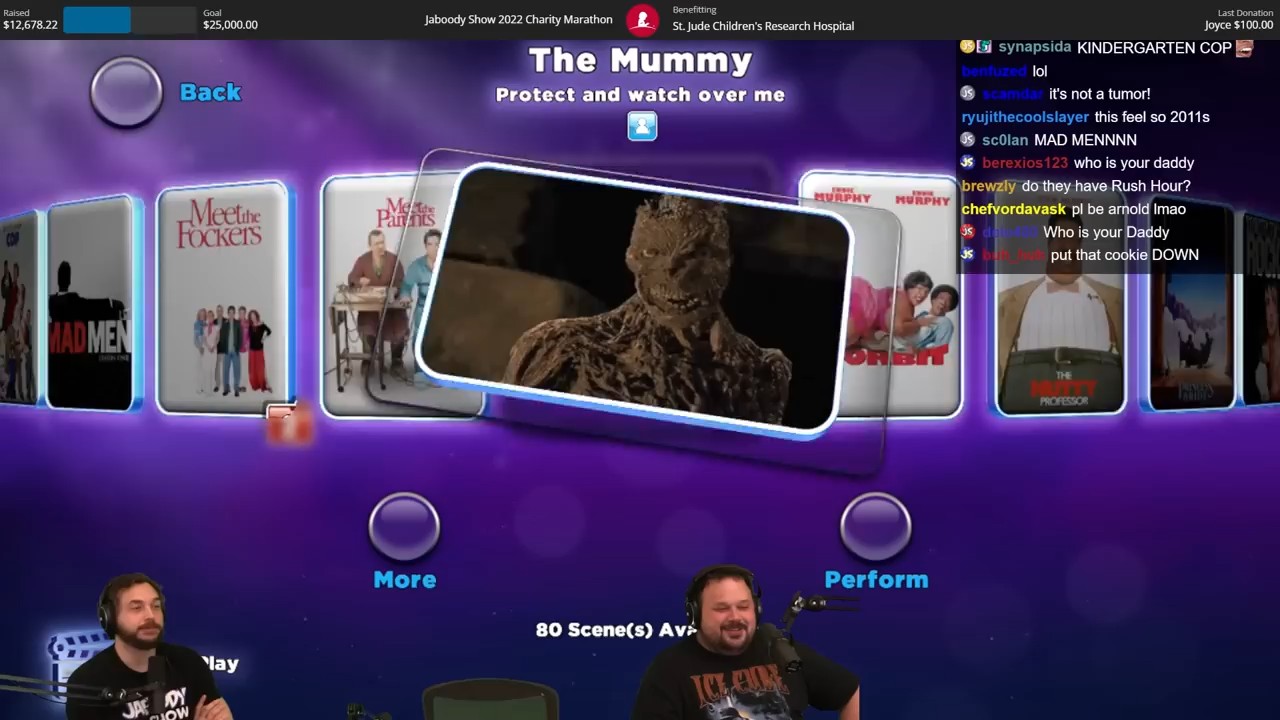 Raised
$12,678.22
Goal
$25,000.00
Jaboody Show 2022 Charity Marathon
Benefitting
St. Jude Children's Research Hospital
Last Donation
Joyce $100.00
The Mummy
Protect and watch over me
Back
synapsida KINDERGARTEN COP
benfuzed lol
scamdar it's not a tumor!
ryujithecoolslayer this feel so 2011s
sc0lan MAD MENNNN
berexios123 who is your daddy
brewzly do they have Rush Hour?
chefvordavask pl be arnold lmao
Who is your Daddy
put that cookie DOWN
MAD MEN
Meet the
Fockers
Meet the
Parents
EDDIE MURPHY EDDIE MURPHY
ORBIT
THE
NUTTY
PROFESSOR
More
Perform
80 Scene(s) Ava
lay
SHOW